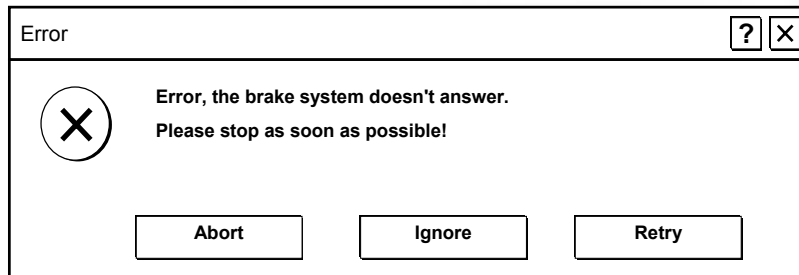 Error ?
Error, the brake system doesn't answer.
Please stop as soon as possible!
Abort Ignore Retry